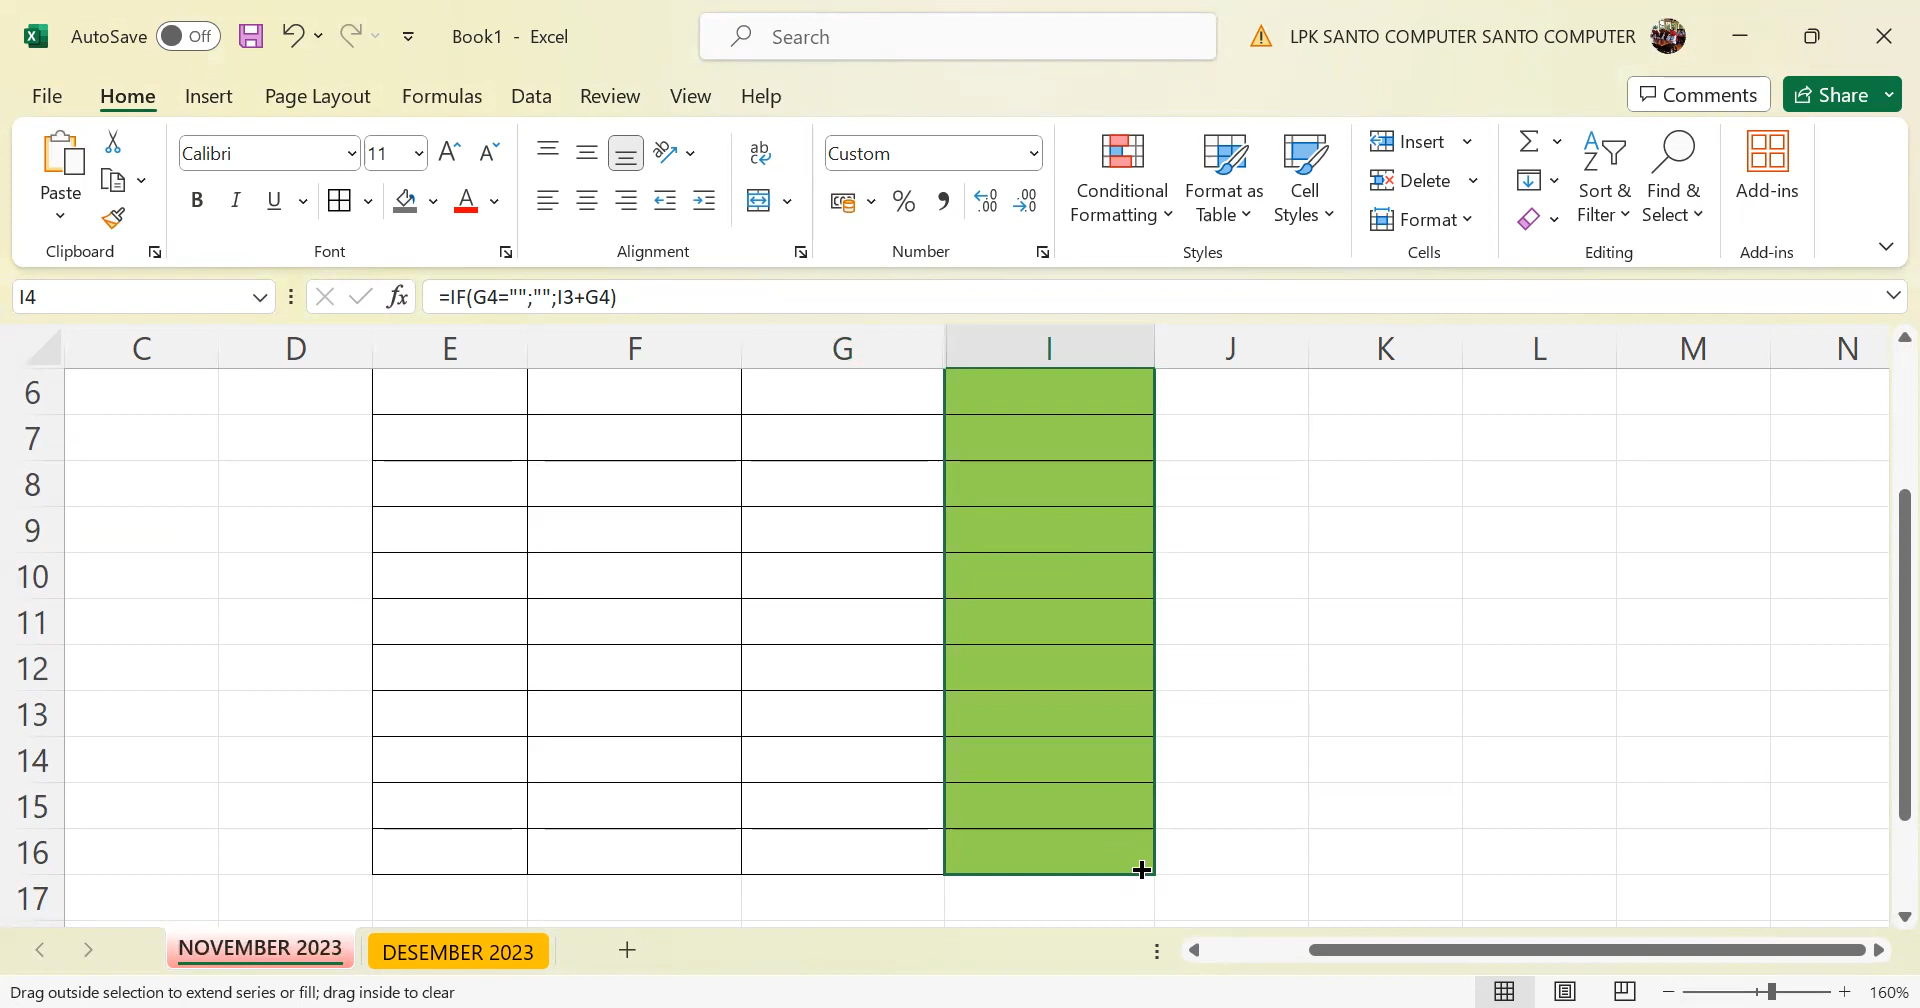 AutoSave Off Book1 - Excel Search LPK SANTO COMPUTER SANTO COMPUTER
File Home Insert Page Layout Formulas Data Review View Help Comments Share
Paste
Clipboard
Calibri 11
B I U A
Font
ab
Alignment
Custom
% , .00 .00
Number
Conditional Formatting
Format as Table
Cell Styles
Styles
Insert
Delete
Format
Cells
Sort & Filter
Find & Select
Editing
Add-ins
Add-ins
I4 fx =IF(G4="";"";I3+G4)
C D E F G I J K L M N
6
7
8
9
10
11
12
13
14
15
16
17
NOVEMBER 2023 DESEMBER 2023
Drag outside selection to extend series or fill; drag inside to clear 160%